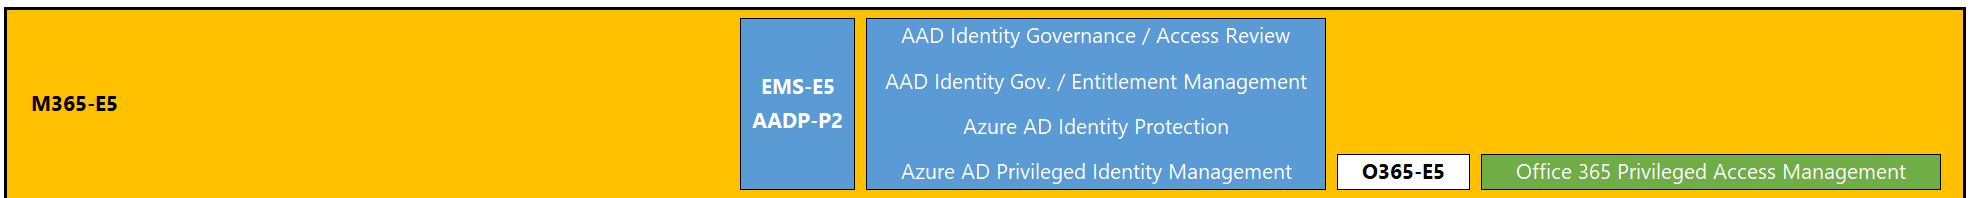 M365-E5
EMS-E5
AADP-P2
AAD Identity Governance / Access Review
AAD Identity Gov. / Entitlement Management
Azure AD Identity Protection
Azure AD Privileged Identity Management
O365-E5
Office 365 Privileged Access Management